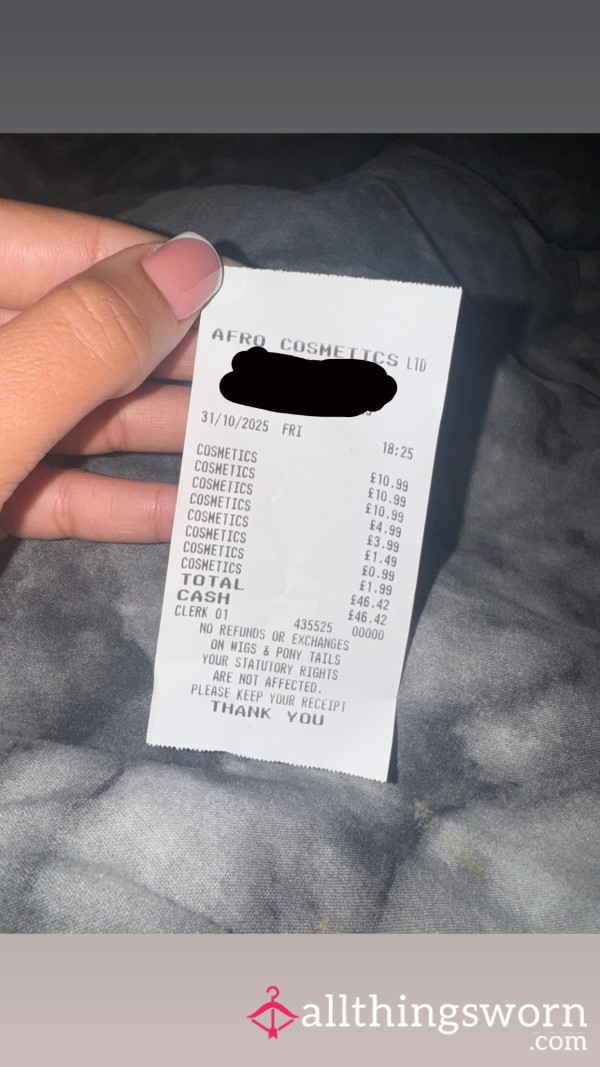 AFRO COSMETICS LTD
31/10/2025 FRI 18:25
COSMETICS £10.99
COSMETICS £10.99
COSMETICS £10.99
COSMETICS £4.99
COSMETICS £3.99
COSMETICS £1.49
COSMETICS £0.99
COSMETICS £1.99
TOTAL £46.42
CASH £46.42
CLERK 01 435525 00000
NO REFUNDS OR EXCHANGES
ON WIGS & PONY TAILS
YOUR STATUTORY RIGHTS
ARE NOT AFFECTED.
PLEASE KEEP YOUR RECEIPT
THANK YOU
allthingsworn
.com